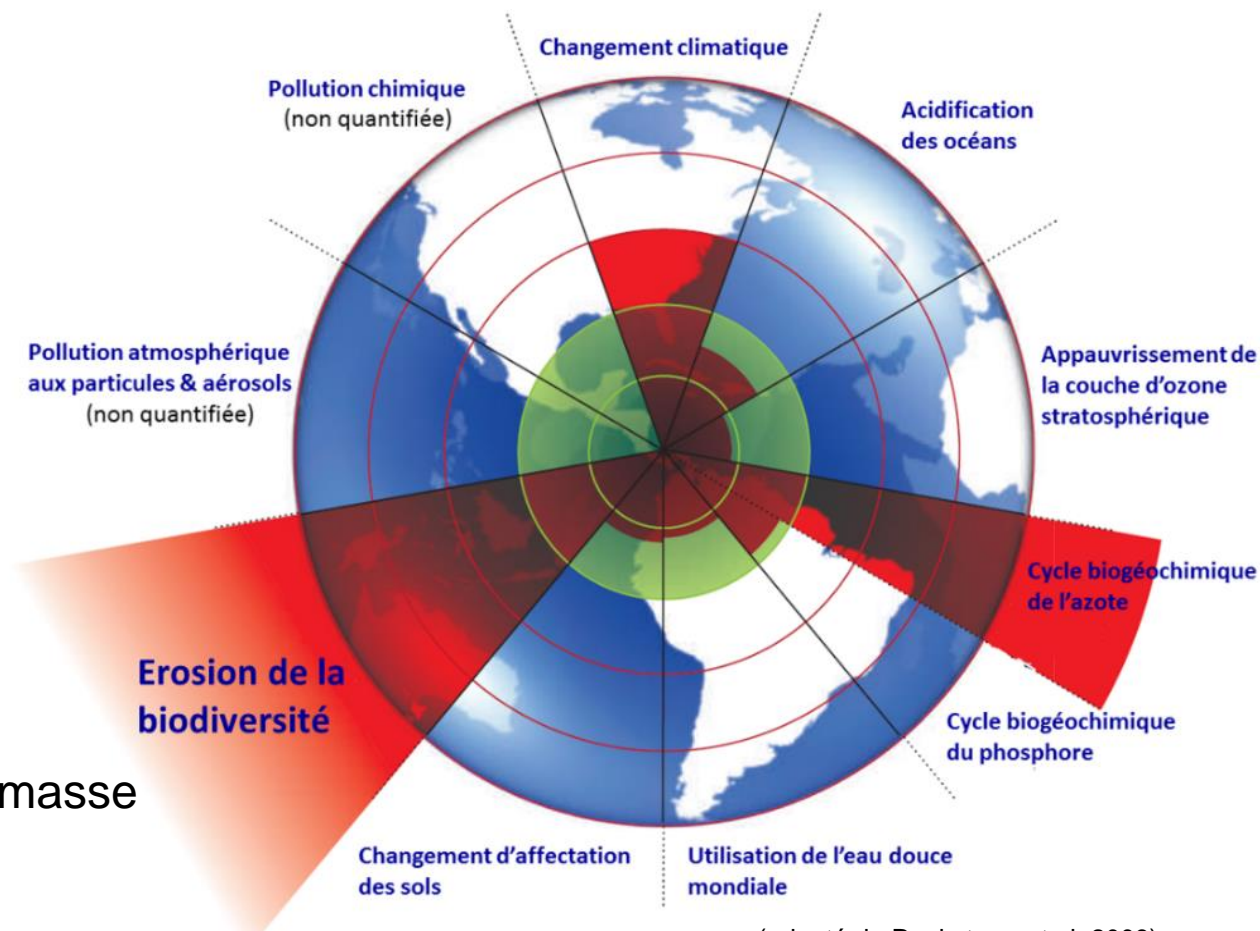 Changement climatique
Pollution chimique
(non quantifiée)
Acidification
des océans
Pollution atmosphérique
aux particules & aérosols
(non quantifiée)
Appauvrissement de
la couche d'ozone
stratosphérique
Cycle biogéochimique
de l'azote
Erosion de la
biodiversité
Cycle biogéochimique
du phosphore
masse
Changement d'affectation
des sols
Utilisation de l'eau douce
mondiale